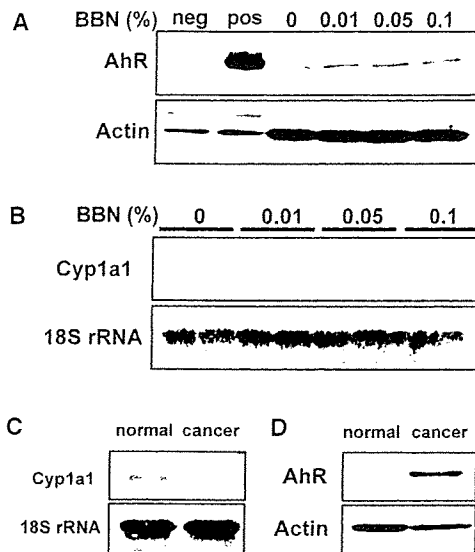 A BBN (%) neg pos 0 0.01 0.05 0.1
AhR
Actin
B BBN (%) 0 0.01 0.05 0.1
Cyp1a1
18S rRNA
C normal cancer
Cyp1a1
18S rRNA
D normal cancer
AhR
Actin